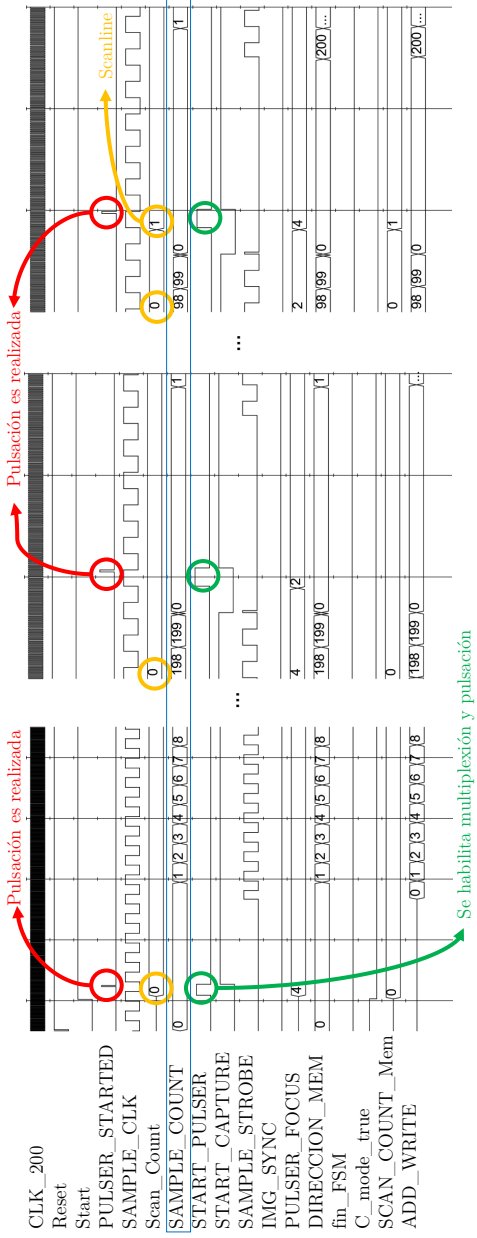 Pulsación es realizada
Pulsación es realizada
Scanline
CLK_200
Reset
Start
PULSER_STARTED
SAMPLE_CLK
Scan_Count 0 0 0 1
SAMPLE_COUNT 0 1 2 3 4 5 6 7 8 198 199 0 1 98 99 0 1
START_PULSER
START_CAPTURE
SAMPLE_STROBE ... ...
IMG_SYNC
PULSER_FOCUS 4 4 2 2 4
DIRECCION_MEM 0 1 2 3 4 5 6 7 8 198 199 0 1 98 99 0 200 ...
fin_FSM
C_mode_true
SCAN_COUNT_Mem 0 0 0 1
ADD_WRITE 0 1 2 3 4 5 6 7 8 198 199 0 ... 98 99 0 200 ...
Se habilita multiplexión y pulsación